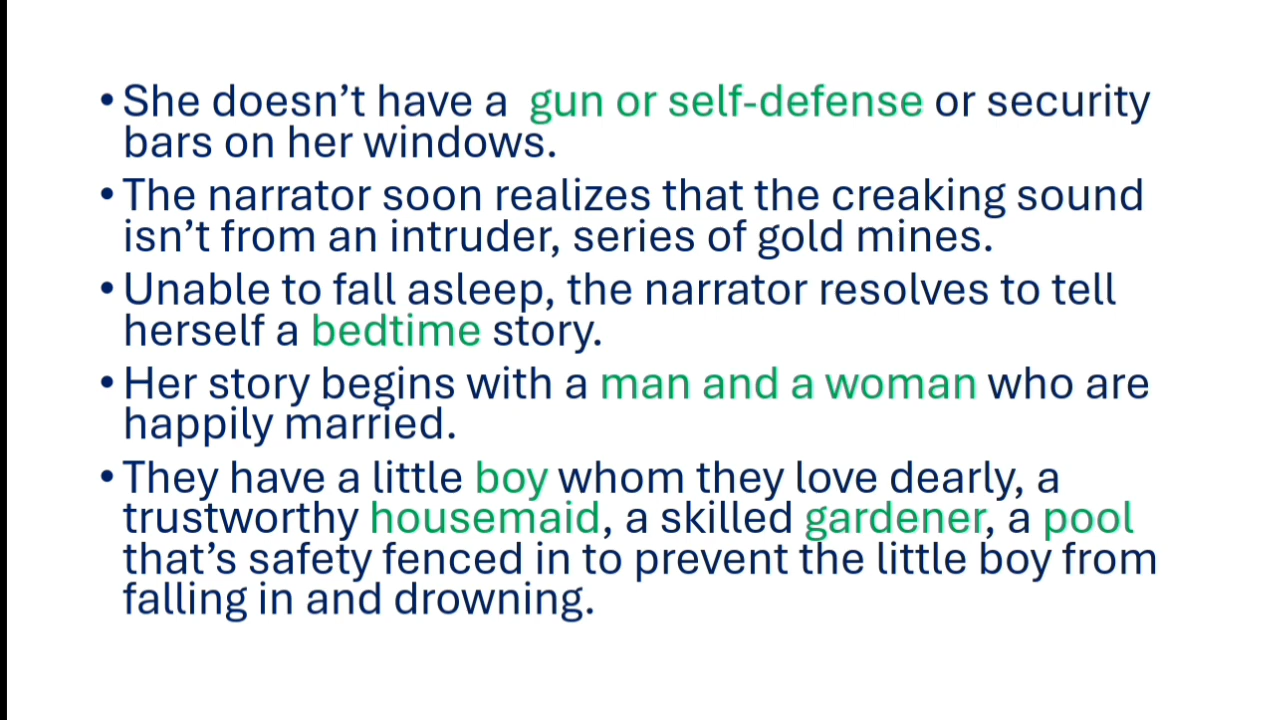 • She doesn't have a  gun or self-defense or security
bars on her windows.
• The narrator soon realizes that the creaking sound
isn't from an intruder, series of gold mines.
• Unable to fall asleep, the narrator resolves to tell
herself a bedtime story.
• Her story begins with a man and a woman who are
happily married.
• They have a little boy whom they love dearly, a
trustworthy housemaid, a skilled gardener, a pool
that's safety fenced in to prevent the little boy from
falling in and drowning.